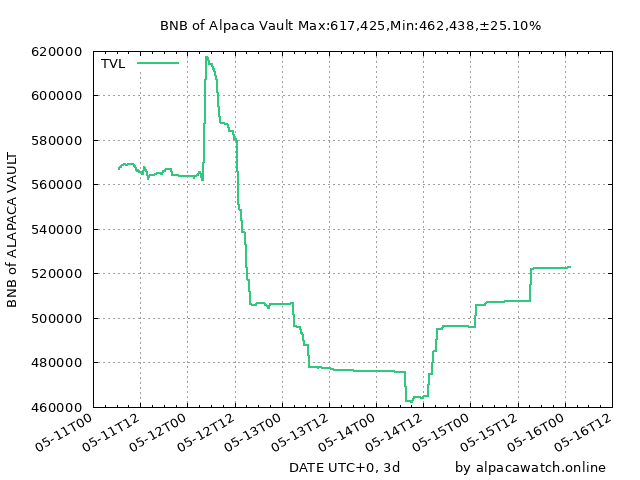 BNB of Alpaca Vault Max:617,425,Min:462,438,±25.10%
TVL
620000
600000
580000
560000
540000
520000
500000
480000
460000
BNB of ALAPACA VAULT
05-11T00
05-11T12
05-12T00
05-12T12
05-13T00
05-13T12
05-14T00
05-14T12
05-15T00
05-15T12
05-16T00
05-16T12
DATE UTC+0, 3d
by alpacawatch.online